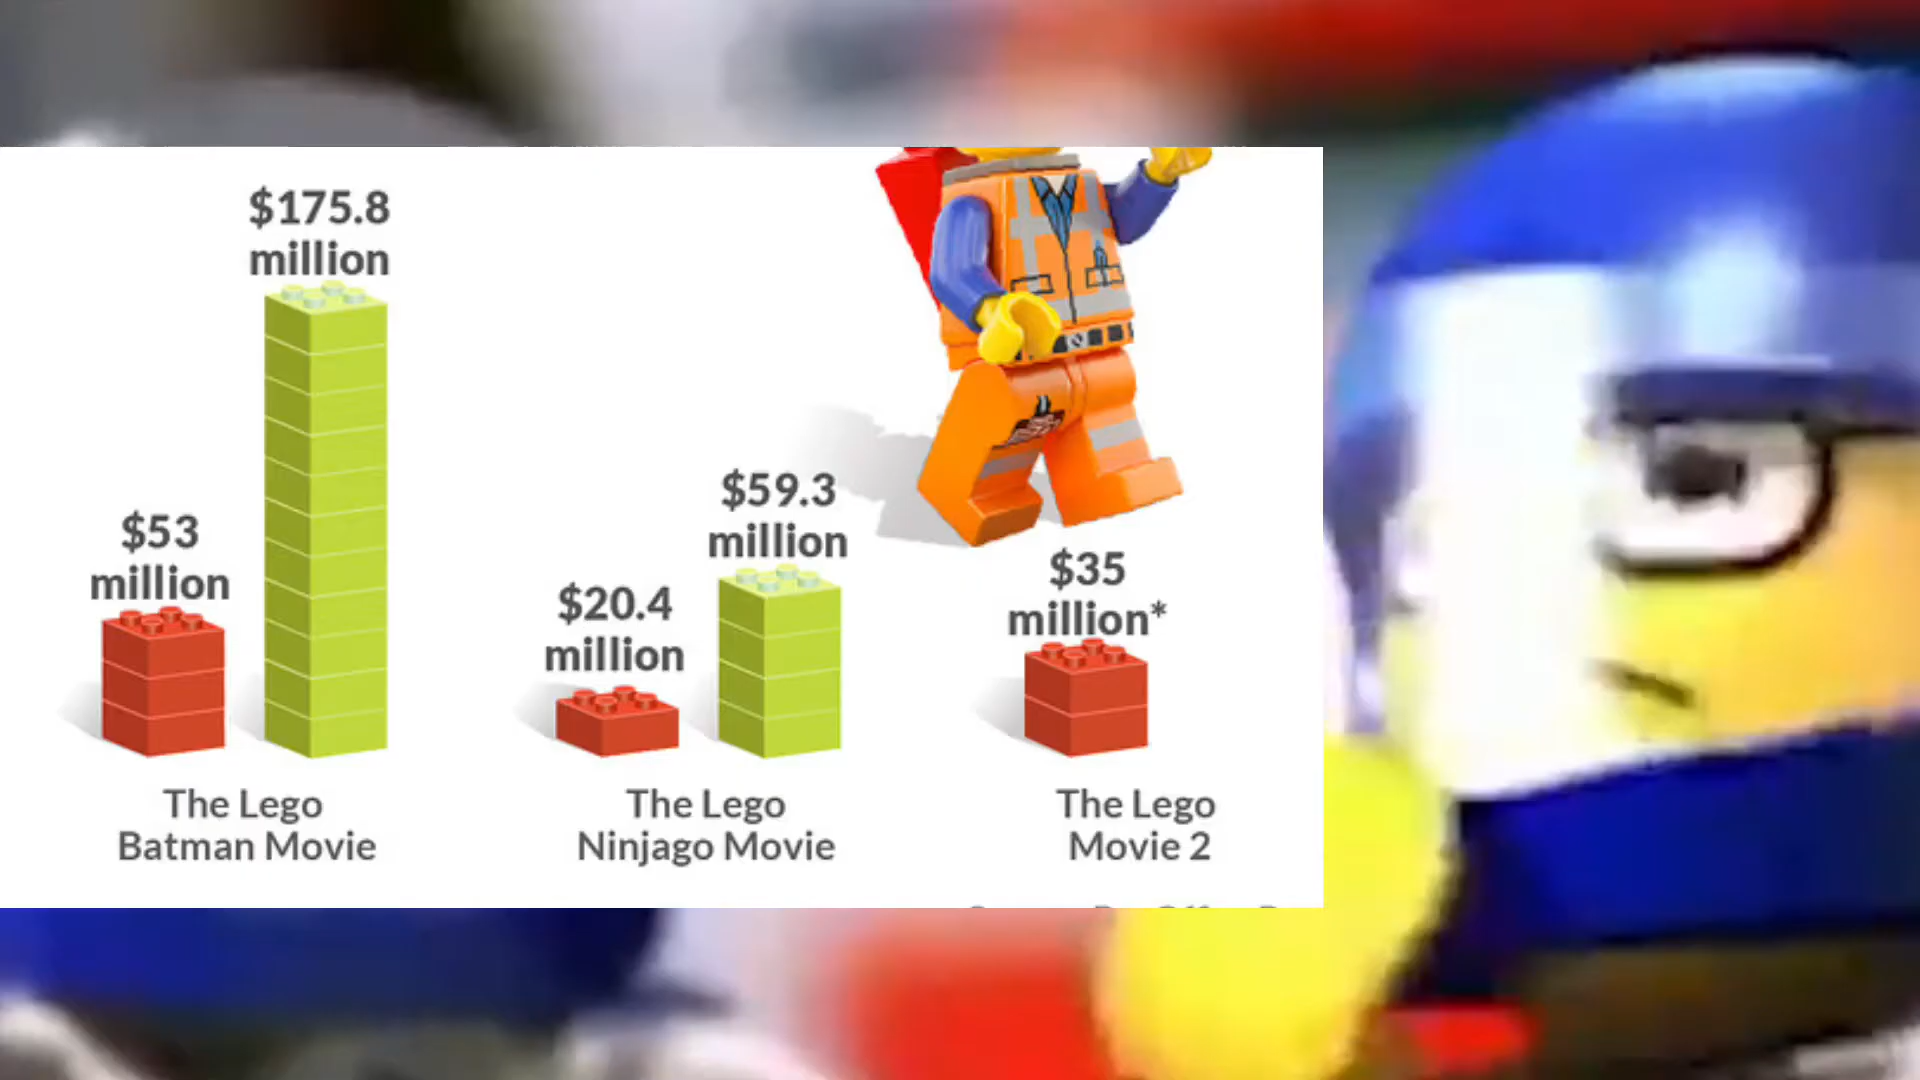 $175.8
million
$53
million
$59.3
million
$20.4
million
$35
million*
The Lego
Batman Movie
The Lego
Ninjago Movie
The Lego
Movie 2